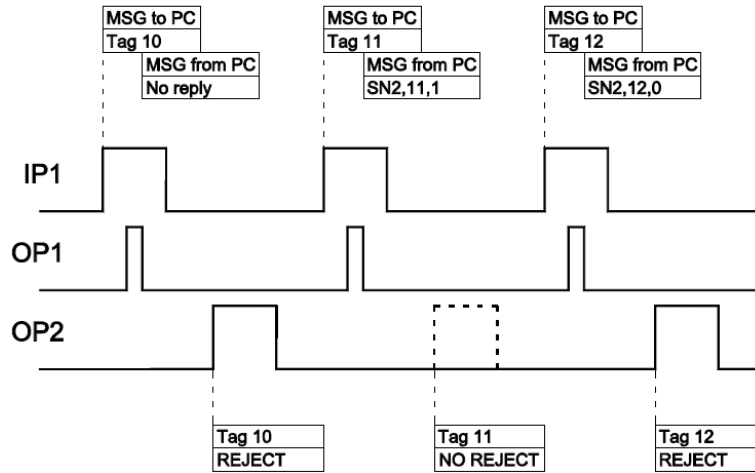 MSG to PC
Tag 10
MSG from PC
No reply
MSG to PC
Tag 11
MSG from PC
SN2,11,1
MSG to PC
Tag 12
MSG from PC
SN2,12,0
IP1
OP1
OP2
Tag 10
REJECT
Tag 11
NO REJECT
Tag 12
REJECT